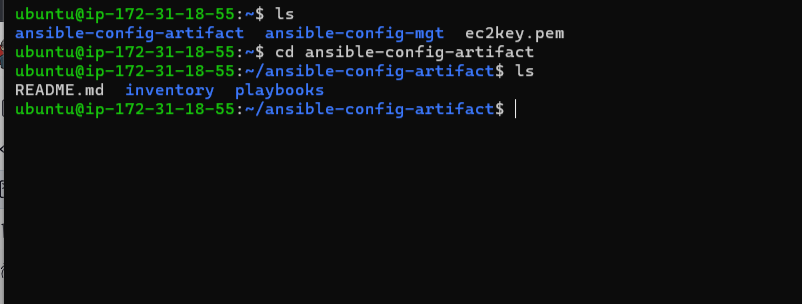 ubuntu@ip-172-31-18-55:~$ ls
ansible-config-artifact  ansible-config-mgt  ec2key.pem
ubuntu@ip-172-31-18-55:~$ cd ansible-config-artifact
ubuntu@ip-172-31-18-55:~/ansible-config-artifact$ ls
README.md  inventory  playbooks
ubuntu@ip-172-31-18-55:~/ansible-config-artifact$